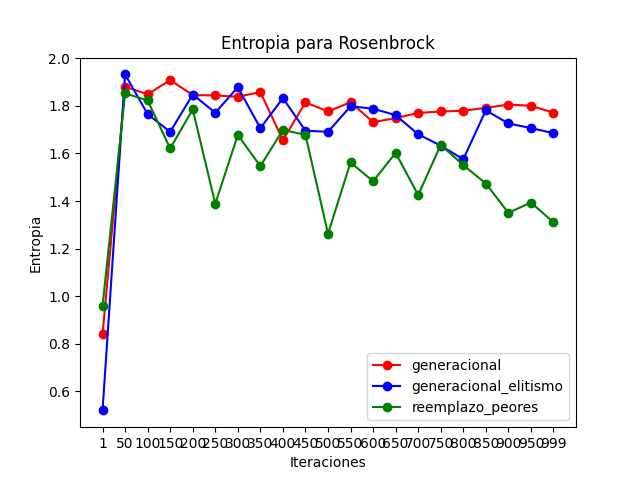 Entropia para Rosenbrock
Entropia
2.0
1.8
1.6
1.4
1.2
1.0
0.8
0.6
generacional
generacional_elitismo
reemplazo_peores
1 50 100 150 200 250 300 350 400 450 500 550 600 650 700 750 800 850 900 950 999
Iteraciones